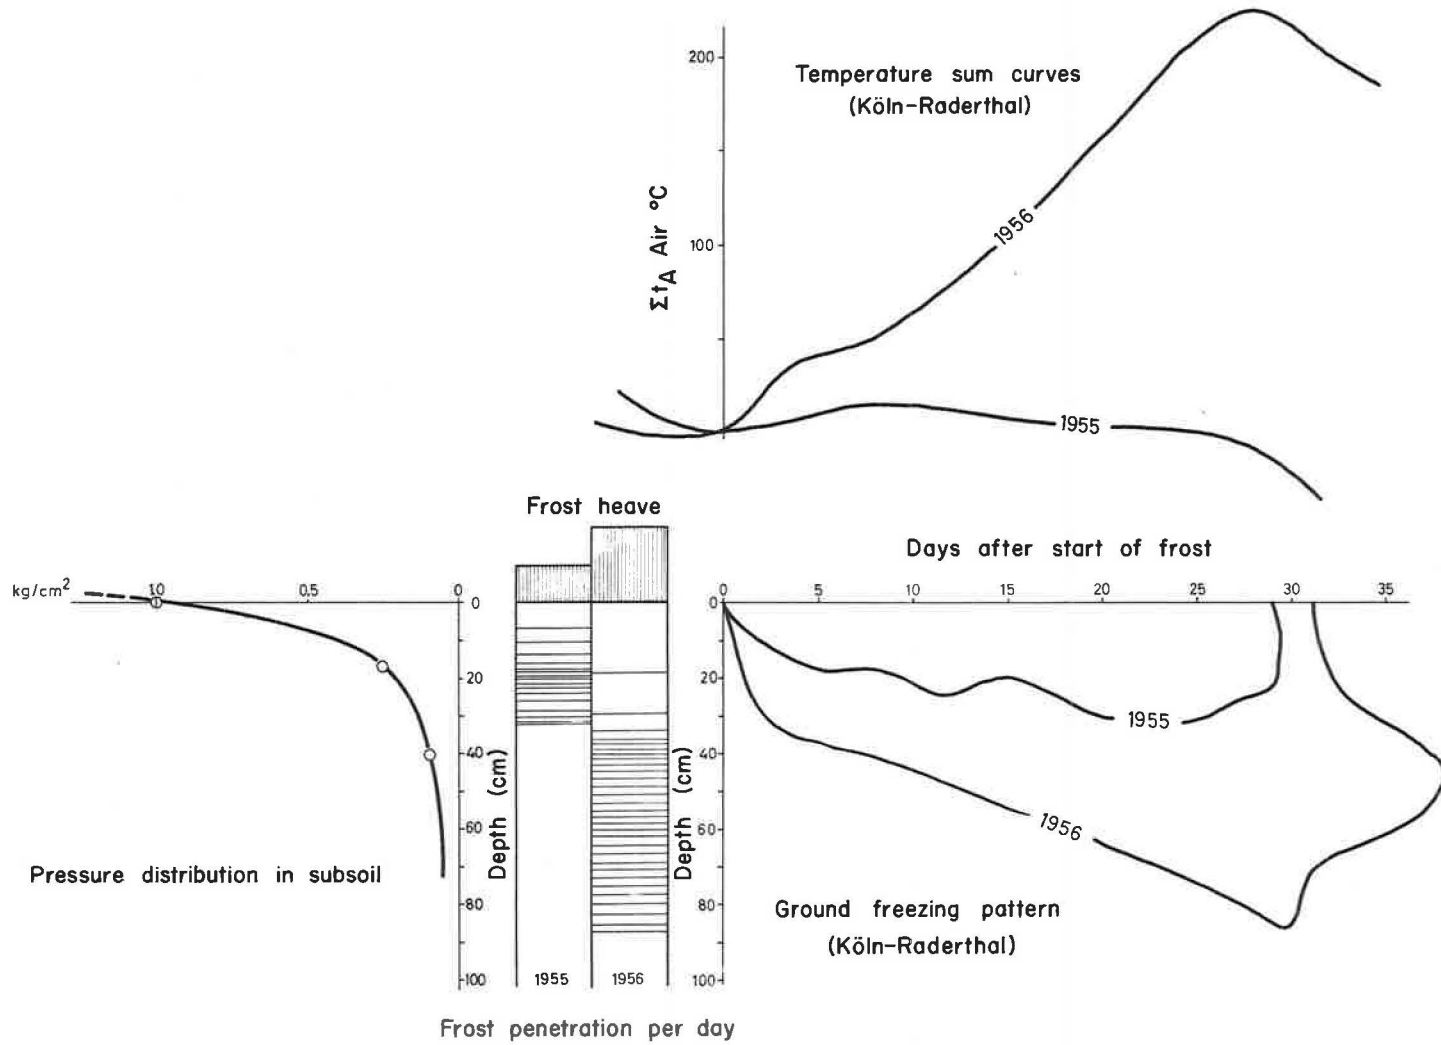 200
Temperature sum curves
(Köln-Raderthal)
Σt_A Air °C
100
1956
1955
Frost heave
Days after start of frost
kg/cm²
1,0
0,5
0
0
20
40
60
80
100
Depth (cm)
1955
1956
0
5
10
15
20
25
30
35
0
20
40
60
80
100
Depth (cm)
1955
1956
Pressure distribution in subsoil
Ground freezing pattern
(Köln-Raderthal)
Frost penetration per day